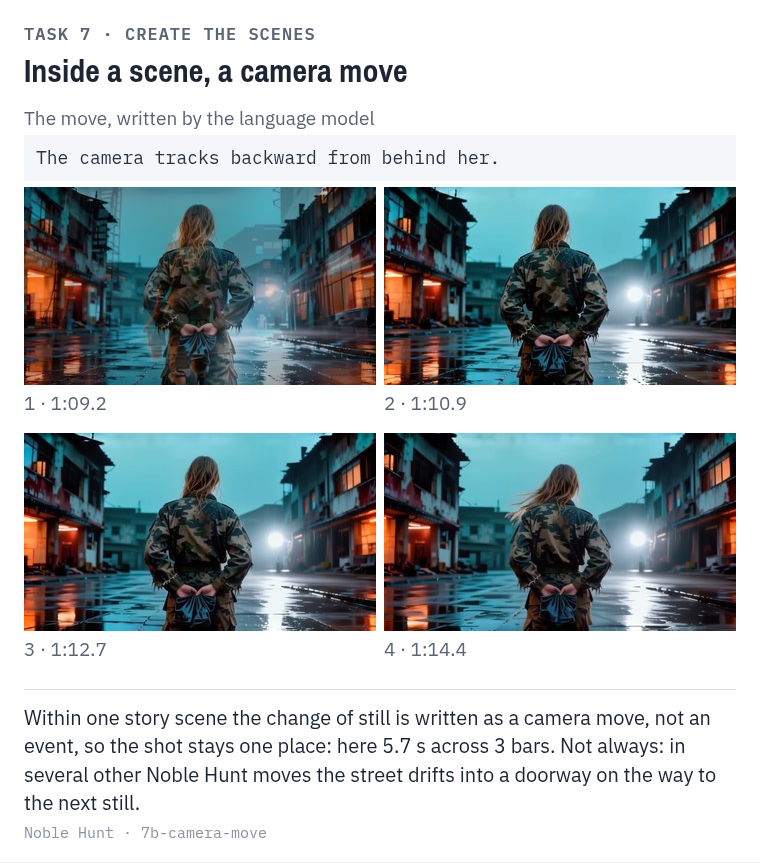 TASK 7 · CREATE THE SCENES
Inside a scene, a camera move
The move, written by the language model
The camera tracks backward from behind her.
1 · 1:09.2
2 · 1:10.9
3 · 1:12.7
4 · 1:14.4
Within one story scene the change of still is written as a camera move, not an
event, so the shot stays one place: here 5.7 s across 3 bars. Not always: in
several other Noble Hunt moves the street drifts into a doorway on the way to
the next still.
Noble Hunt · 7b-camera-move